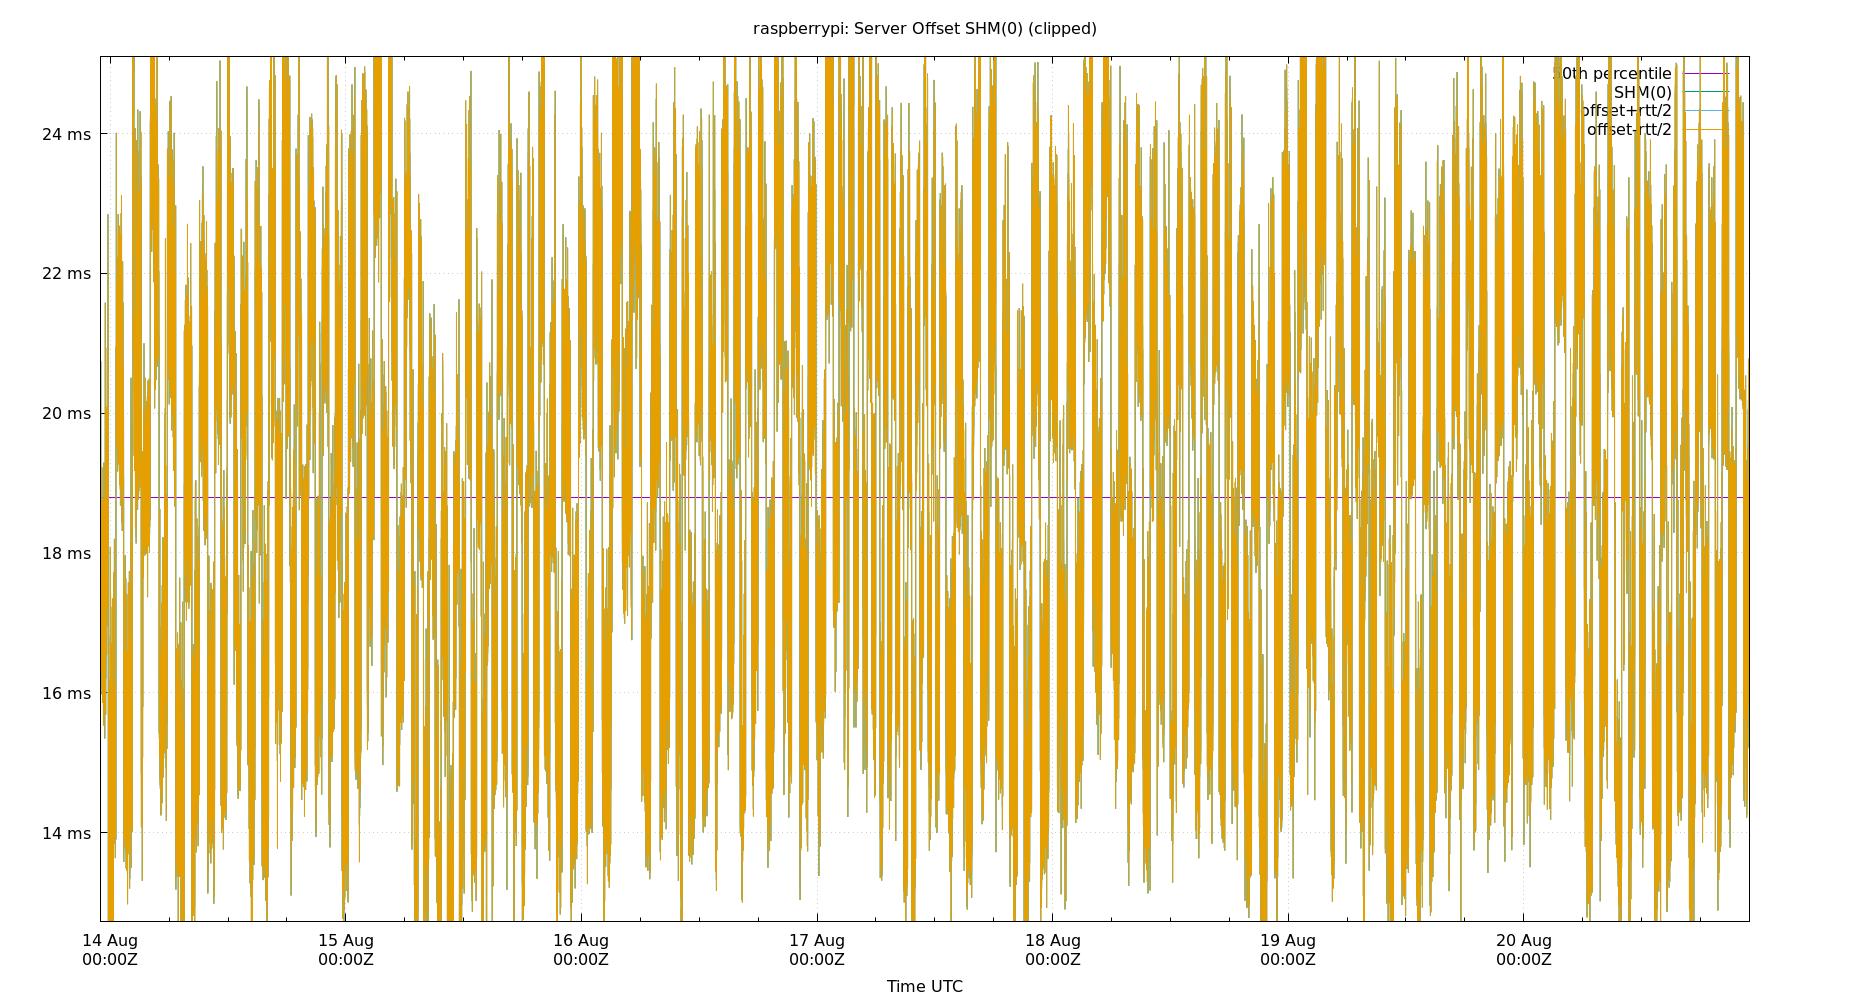 raspberrypi: Server Offset SHM(0) (clipped)
24 ms
22 ms
20 ms
18 ms
16 ms
14 ms
percentile
SHM(0)
offset+rtt/2
offset-rtt/2
14 Aug 15 Aug 16 Aug 17 Aug 18 Aug 19 Aug 20 Aug
00:00Z 00:00Z 00:00Z 00:00Z 00:00Z 00:00Z 00:00Z
Time UTC